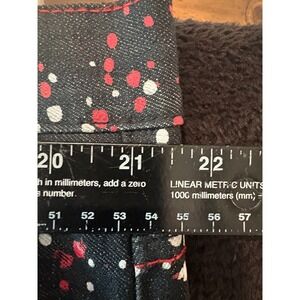 20 21 22
in millimeters, add a zero LINEAR METRIC UNITS
number. 1000 millimeters (mm)
51 52 53 54 55 56 57